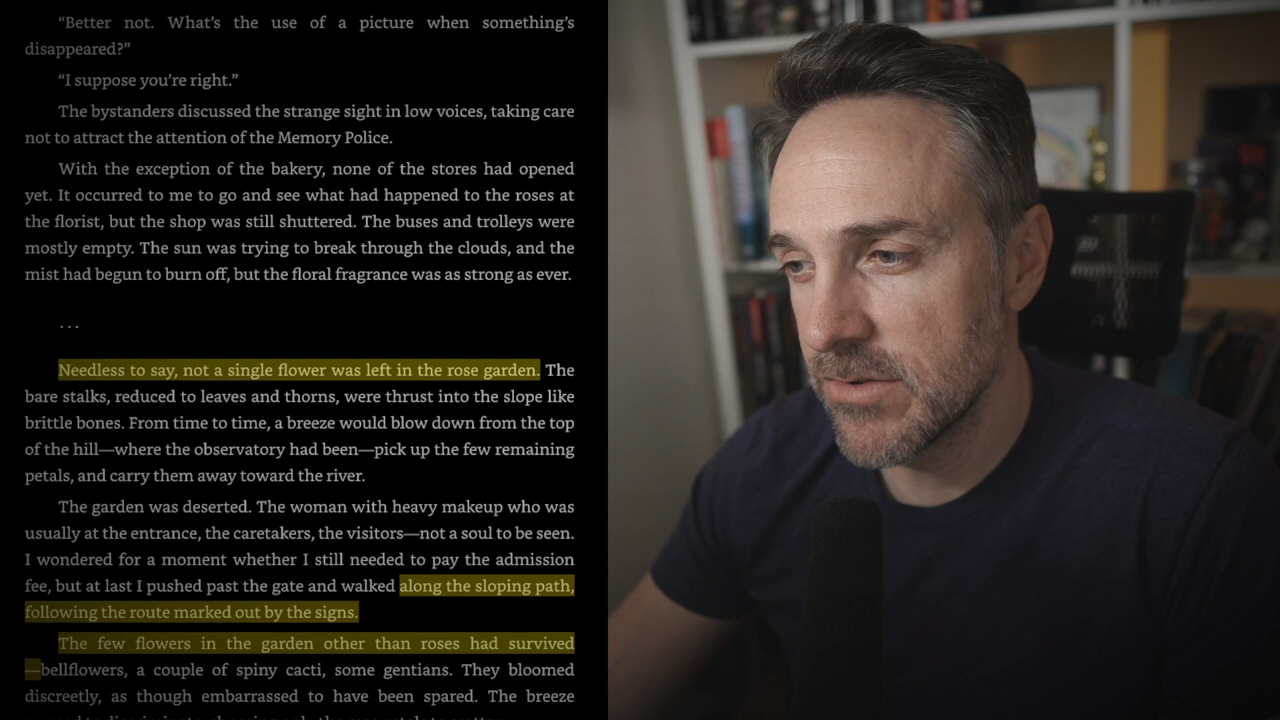 “Better not. What’s the use of a picture when something’s
disappeared?”
“I suppose you’re right.”
The bystanders discussed the strange sight in low voices, taking care
not to attract the attention of the Memory Police.
With the exception of the bakery, none of the stores had opened
yet. It occurred to me to go and see what had happened to the roses at
the florist, but the shop was still shuttered. The buses and trolleys were
mostly empty. The sun was trying to break through the clouds, and the
mist had begun to burn off, but the floral fragrance was as strong as ever.
...
Needless to say, not a single flower was left in the rose garden. The
bare stalks, reduced to leaves and thorns, were thrust into the slope like
brittle bones. From time to time, a breeze would blow down from the top
of the hill—where the observatory had been—pick up the few remaining
petals, and carry them away toward the river.
The garden was deserted. The woman with heavy makeup who was
usually at the entrance, the caretakers, the visitors—not a soul to be seen.
I wondered for a moment whether I still needed to pay the admission
fee, but at last I pushed past the gate and walked along the sloping path,
following the route marked out by the signs.
The few flowers in the garden other than roses had survived
—bellflowers, a couple of spiny cacti, some gentians. They bloomed
discreetly, as though embarrassed to have been spared. The breeze